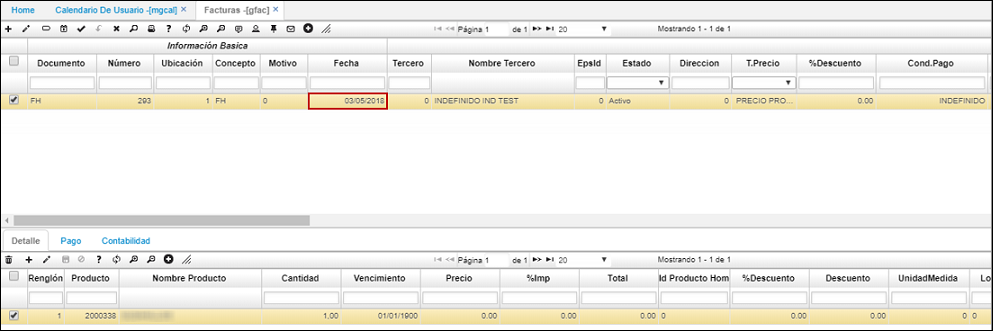 Home Calendario De Usuario -[mgcal] × Facturas -[gfac] ×
Página 1 de 1 20 Mostrando 1 - 1 de 1
Información Basica
Documento Número Ubicación Concepto Motivo Fecha Tercero Nombre Tercero EpsId Estado Direccion T.Precio %Descuento Cond.Pago
FH 293 1 FH 0 03/05/2018 0 INDEFINIDO IND TEST 0 Activo 0 PRECIO PRO... 0.00 INDEFINIDO
Detalle Pago Contabilidad
Página 1 de 1 20 Mostrando 1 - 1 de 1
Renglón Producto Nombre Producto Cantidad Vencimiento Precio %Imp Total Id Producto Hom %Descuento Descuento UnidadMedida Lo
1 2000338 1,00 01/01/1900 0.00 0.00 0.00 0 0.00 0.00 0 0